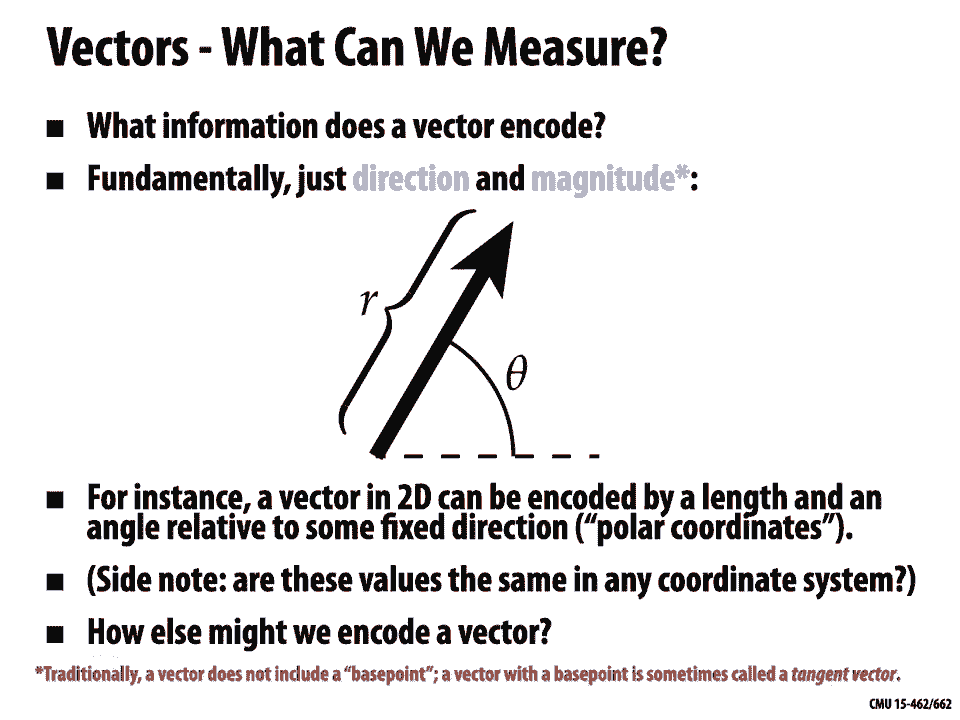 Vectors - What Can We Measure?
■ What information does a vector encode?
■ Fundamentally, just direction and magnitude*:
r
θ
■ For instance, a vector in 2D can be encoded by a length and an
angle relative to some fixed direction (“polar coordinates”).
■ (Side note: are these values the same in any coordinate system?)
■ How else might we encode a vector?
*Traditionally, a vector does not include a “basepoint”; a vector with a basepoint is sometimes called a tangent vector.
CMU 15-462/662